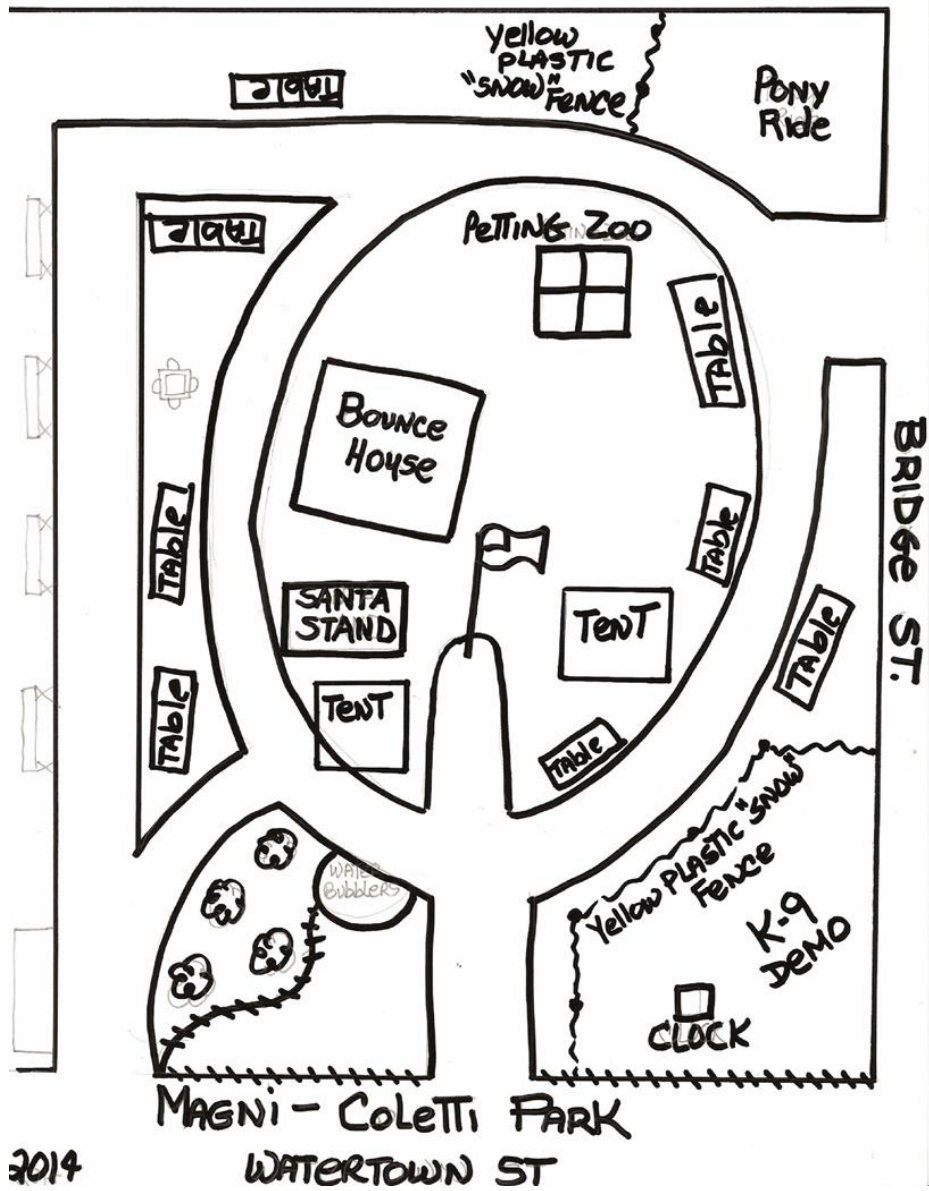 Yellow
PLASTIC
"SNOW"
FENCE
PONY
Ride
TABLE
TABLE
PeTTING ZOO
TABLE
BOUNCE
HOUSE
BRIDGE ST.
TABLE
TABLE
SANTA
STAND
TeNT
TABLE
TABLE
TeNT
TABLE
Yellow PLASTIC "SNOW"
FENCE
WATER
BubbLeRS
K-9
DeMO
CLOCK
MAGNi - COLeTTi PARK
2014
WATERTOWN ST